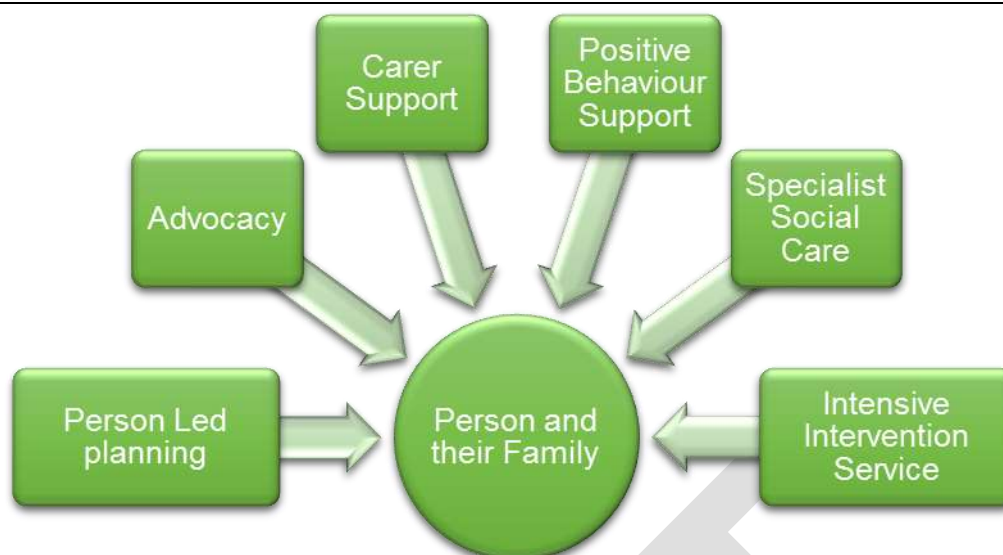 Carer
Support
Positive
Behaviour
Support
Advocacy
Specialist
Social
Care
Person Led
planning
Person and
their Family
Intensive
Intervention
Service